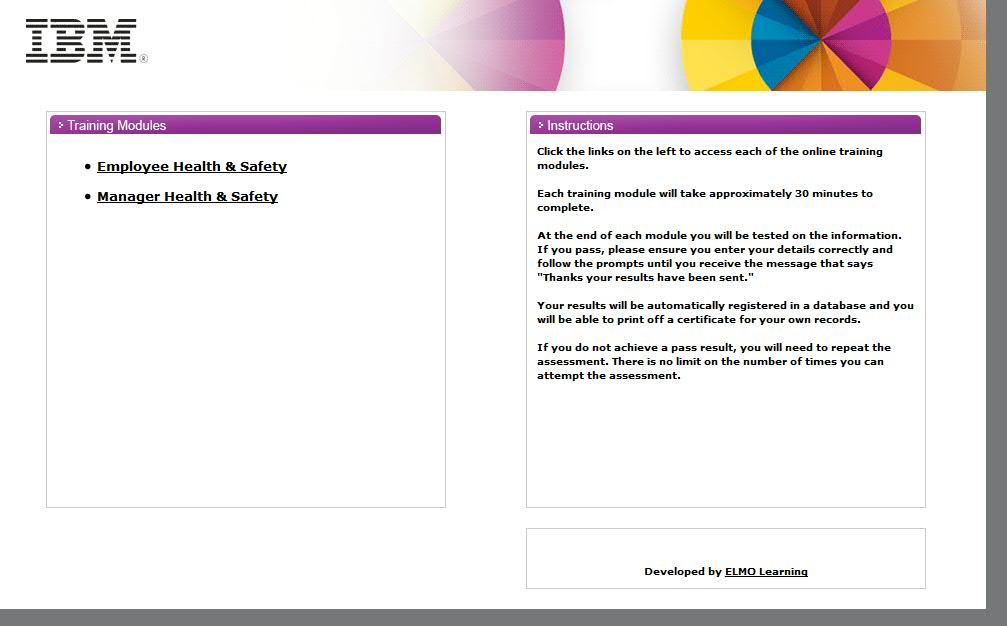 IBM®
Training Modules
• Employee Health & Safety
• Manager Health & Safety
Instructions
Click the links on the left to access each of the online training
modules.
Each training module will take approximately 30 minutes to
complete.
At the end of each module you will be tested on the information.
If you pass, please ensure you enter your details correctly and
follow the prompts until you receive the message that says
"Thanks your results have been sent."
Your results will be automatically registered in a database and you
will be able to print off a certificate for your own records.
If you do not achieve a pass result, you will need to repeat the
assessment. There is no limit on the number of times you can
attempt the assessment.
Developed by ELMO Learning